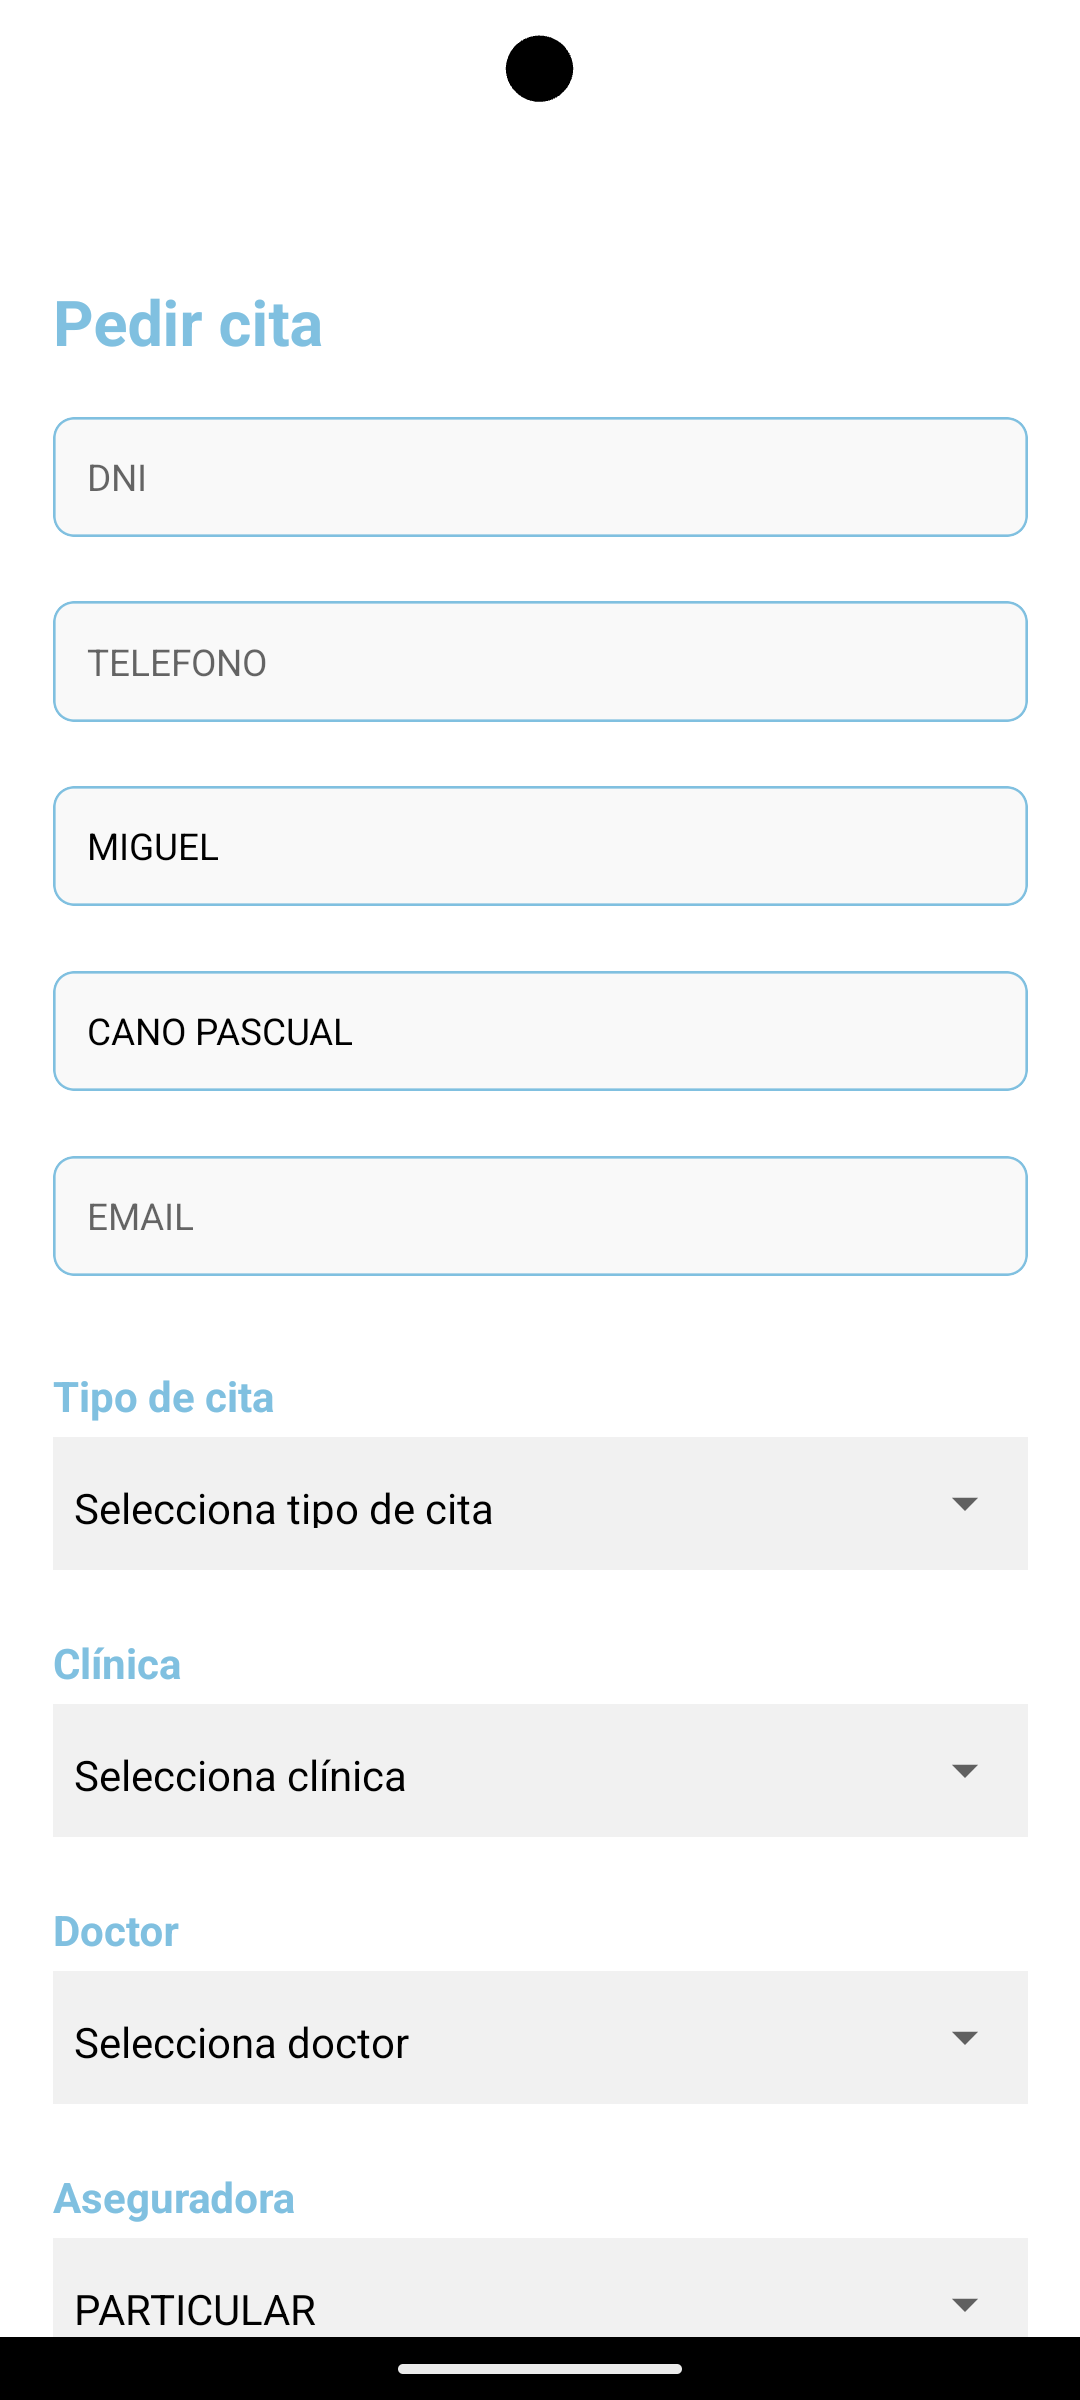 Pedir cita
DNI
TELEFONO
MIGUEL
CANO PASCUAL
EMAIL
Tipo de cita
Selecciona tipo de cita
Clínica
Selecciona clínica
Doctor
Selecciona doctor
Aseguradora
PARTICULAR